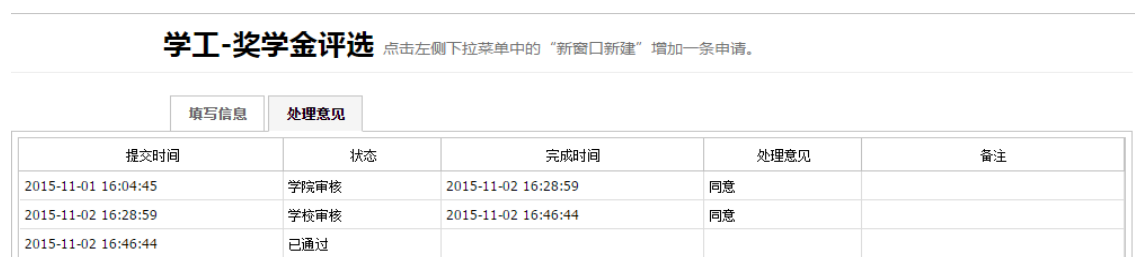 学工-奖学金评选 点击左侧下拉菜单中的“新窗口新建”增加一条申请。
填写信息 处理意见
提交时间 状态 完成时间 处理意见 备注
2015-11-01 16:04:45 学院审核 2015-11-02 16:28:59 同意
2015-11-02 16:28:59 学校审核 2015-11-02 16:46:44 同意
2015-11-02 16:46:44 已通过